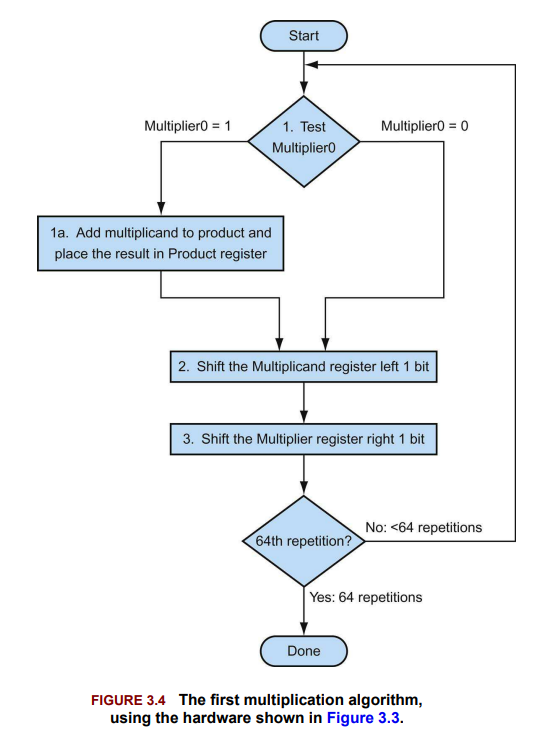 Start
Multiplier0 = 1
1. Test
Multiplier0
Multiplier0 = 0
1a. Add multiplicand to product and
place the result in Product register
2. Shift the Multiplicand register left 1 bit
3. Shift the Multiplier register right 1 bit
64th repetition?
No: <64 repetitions
Yes: 64 repetitions
Done
FIGURE 3.4 The first multiplication algorithm,
using the hardware shown in Figure 3.3.